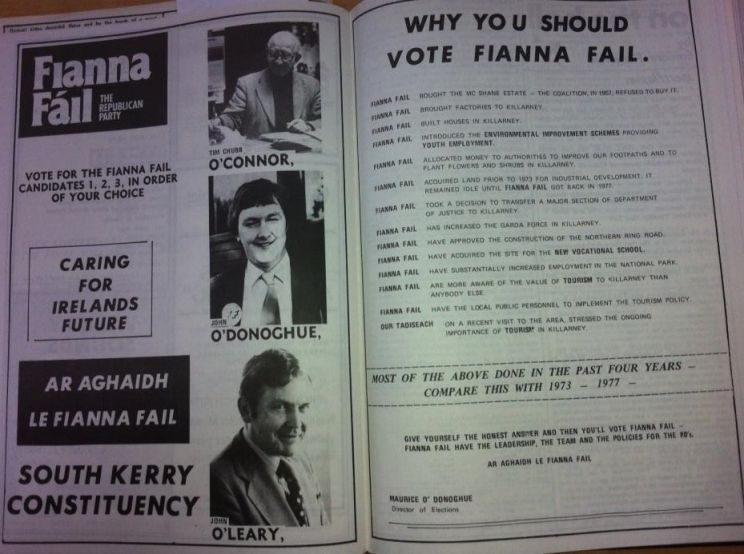 Fianna
Fáil THE
REPUBLICAN
PARTY
VOTE FOR THE FIANNA FAIL
CANDIDATES 1, 2, 3, IN ORDER
OF YOUR CHOICE
CARING
FOR
IRELANDS
FUTURE
AR AGHAIDH
LE FIANNA FAIL
SOUTH KERRY
CONSTITUENCY
TIM CHUBB
O'CONNOR,
JOHN
O'DONOGHUE,
JOHN
O'LEARY,
WHY YOU SHOULD
VOTE FIANNA FAIL.
FIANNA FAIL BOUGHT THE MC SHANE ESTATE – THE COALITION, IN 1957, REFUSED TO BUY IT.
FIANNA FAIL BROUGHT FACTORIES TO KILLARNEY.
FIANNA FAIL BUILT HOUSES IN KILLARNEY.
FIANNA FAIL INTRODUCED THE ENVIRONMENTAL IMPROVEMENT SCHEMES PROVIDING
YOUTH EMPLOYMENT.
FIANNA FAIL ALLOCATED MONEY TO AUTHORITIES TO IMPROVE OUR FOOTPATHS AND TO
PLANT FLOWERS AND SHRUBS IN KILLARNEY.
FIANNA FAIL ACQUIRED LAND PRIOR TO 1973 FOR INDUSTRIAL DEVELOPMENT. IT
REMAINED IDLE UNTIL FIANNA FAIL GOT BACK IN 1977.
FIANNA FAIL TOOK A DECISION TO TRANSFER A MAJOR SECTION OF DEPARTMENT
OF JUSTICE TO KILLARNEY.
FIANNA FAIL HAS INCREASED THE GARDA FORCE IN KILLARNEY.
FIANNA FAIL HAVE APPROVED THE CONSTRUCTION OF THE NORTHERN RING ROAD.
FIANNA FAIL HAVE ACQUIRED THE SITE FOR THE NEW VOCATIONAL SCHOOL.
FIANNA FAIL HAVE SUBSTANTIALLY INCREASED EMPLOYMENT IN THE NATIONAL PARK.
FIANNA FAIL ARE MORE AWARE OF THE VALUE OF TOURISM TO KILLARNEY THAN
ANYBODY ELSE.
FIANNA FAIL HAVE THE LOCAL PUBLIC PERSONNEL TO IMPLEMENT THE TOURISM POLICY.
OUR TAOISEACH ON A RECENT VISIT TO THE AREA, STRESSED THE ONGOING
IMPORTANCE OF TOURISM IN KILLARNEY.
MOST OF THE ABOVE DONE IN THE PAST FOUR YEARS –
COMPARE THIS WITH 1973 – 1977 –
GIVE YOURSELF THE HONEST ANSWER AND THEN YOU'LL VOTE FIANNA FAIL –
FIANNA FAIL HAVE THE LEADERSHIP, THE TEAM AND THE POLICIES FOR THE 80's.
AR AGHAIDH LE FIANNA FAIL
MAURICE O' DONOGHUE
Director of Elections